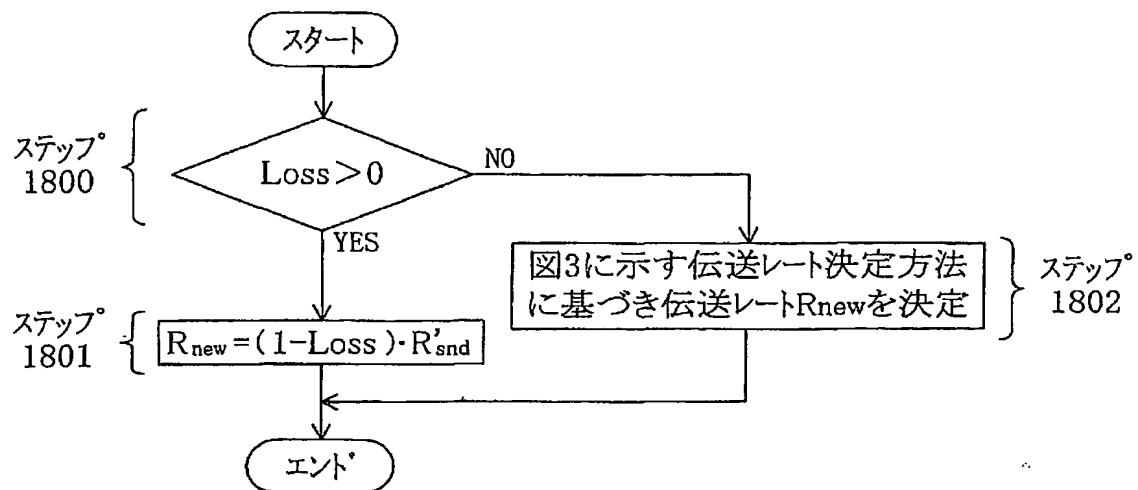 スタート
ステップ
1800
Loss>0
NO
YES
図3に示す伝送レート決定方法
に基づき伝送レートRnewを決定
ステップ
1802
ステップ
1801
Rnew=(1-Loss)·R'snd
エンド